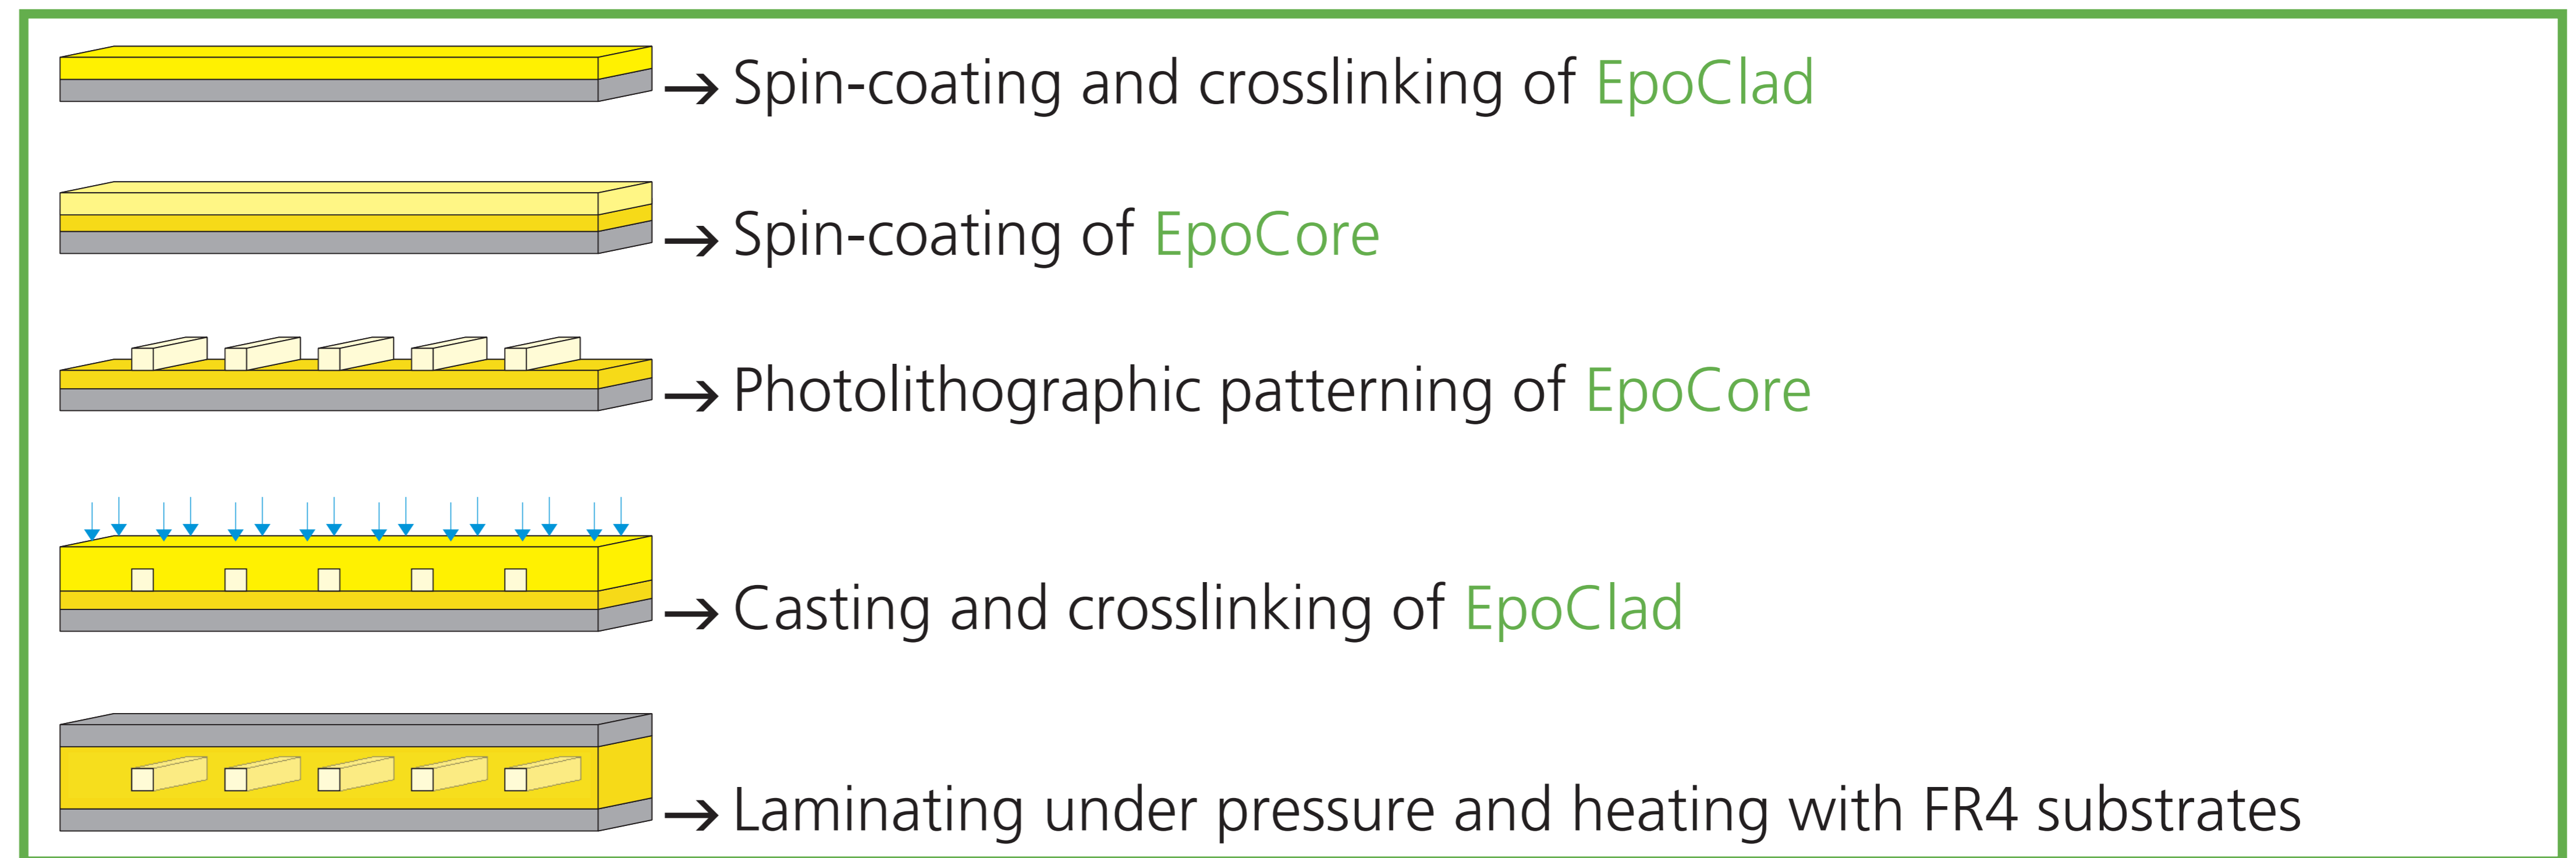 → Spin-coating and crosslinking of EpoClad
→ Spin-coating of EpoCore
→ Photolithographic patterning of EpoCore
→ Casting and crosslinking of EpoClad
→ Laminating under pressure and heating with FR4 substrates